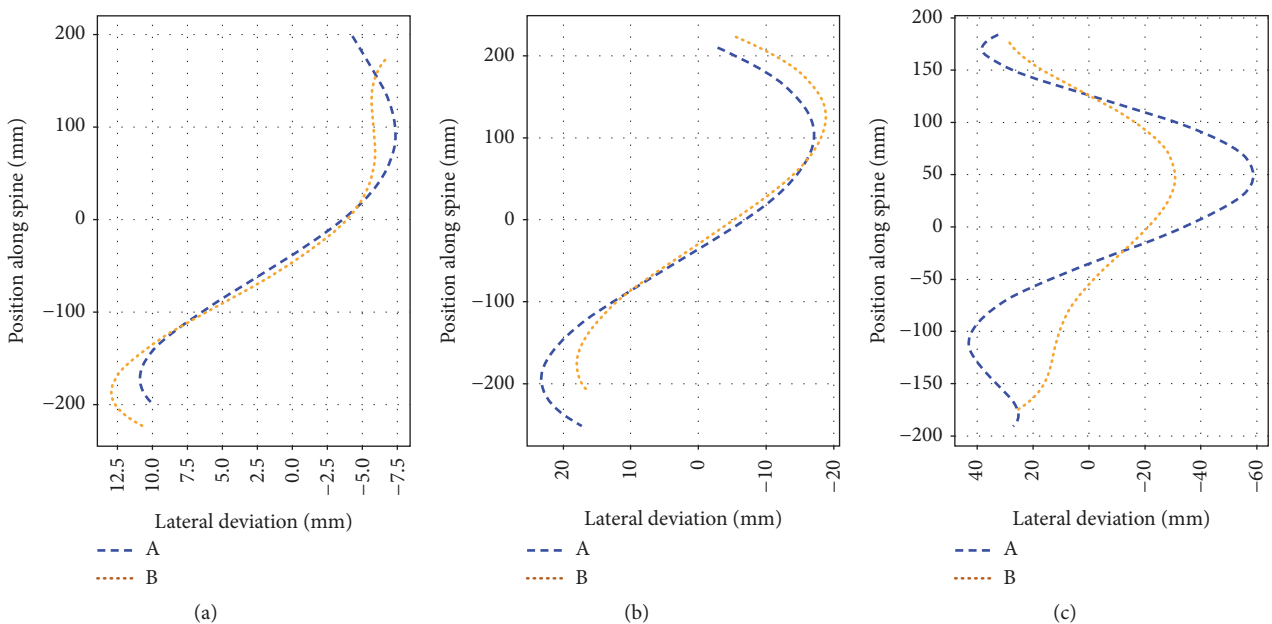 Position along spine (mm)
200
100
0
−100
−200
12.5
10.0
7.5
5.0
2.5
0.0
−2.5
−5.0
−7.5
Lateral deviation (mm)
A
B
(a)
Position along spine (mm)
200
100
0
−100
−200
20
10
0
−10
−20
Lateral deviation (mm)
A
B
(b)
Position along spine (mm)
200
150
100
50
0
−50
−100
−150
−200
40
20
0
−20
−40
−60
Lateral deviation (mm)
A
B
(c)